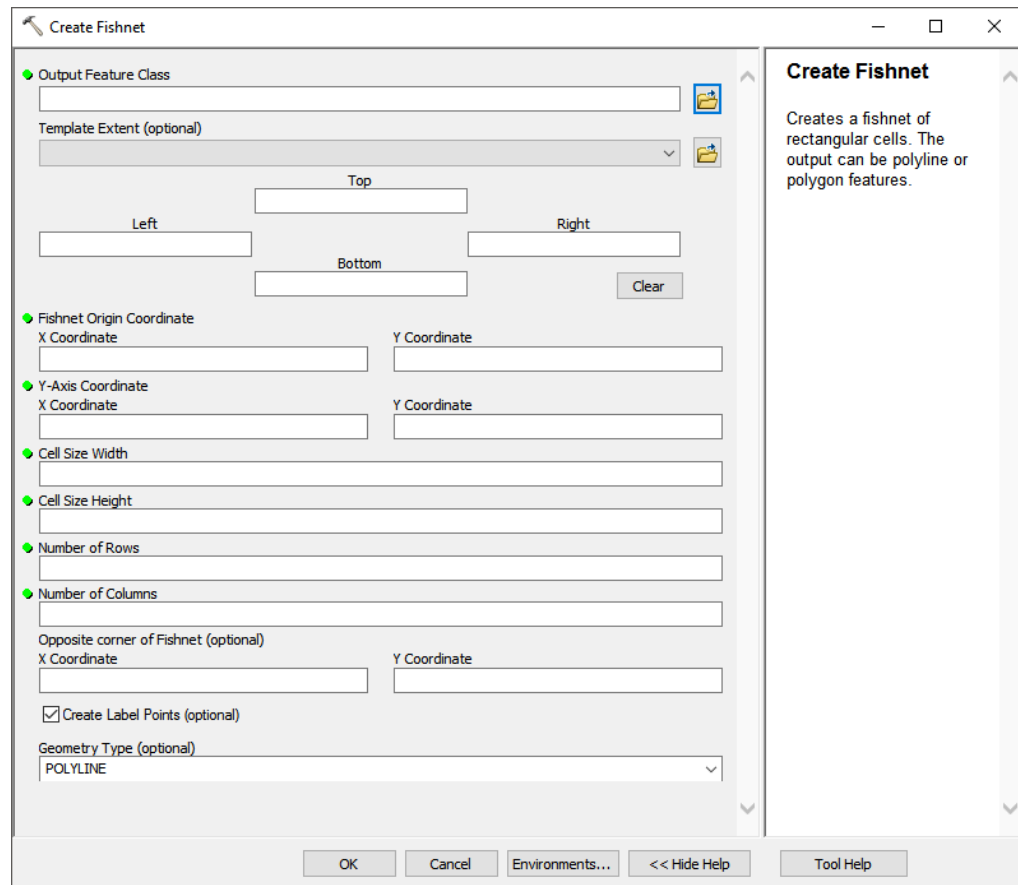 Create Fishnet
Output Feature Class
Template Extent (optional)
Top
Left Right
Bottom
Clear
Fishnet Origin Coordinate
X Coordinate Y Coordinate
Y-Axis Coordinate
X Coordinate Y Coordinate
Cell Size Width
Cell Size Height
Number of Rows
Number of Columns
Opposite corner of Fishnet (optional)
X Coordinate Y Coordinate
Create Label Points (optional)
Geometry Type (optional)
POLYLINE
Create Fishnet
Creates a fishnet of
rectangular cells. The
output can be polyline or
polygon features.
OK Cancel Environments... << Hide Help Tool Help